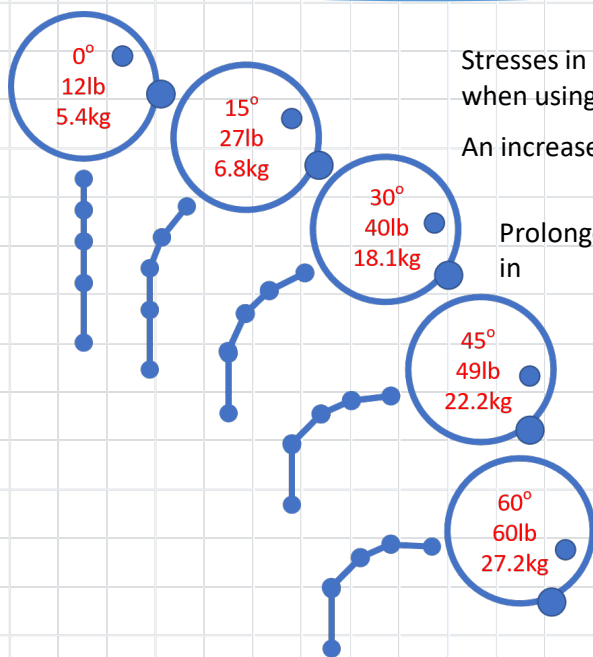 0°
12lb
5.4kg
15°
27lb
6.8kg
30°
40lb
18.1kg
45°
49lb
22.2kg
60°
60lb
27.2kg
Stresses in
when using
An increase
Prolong
in